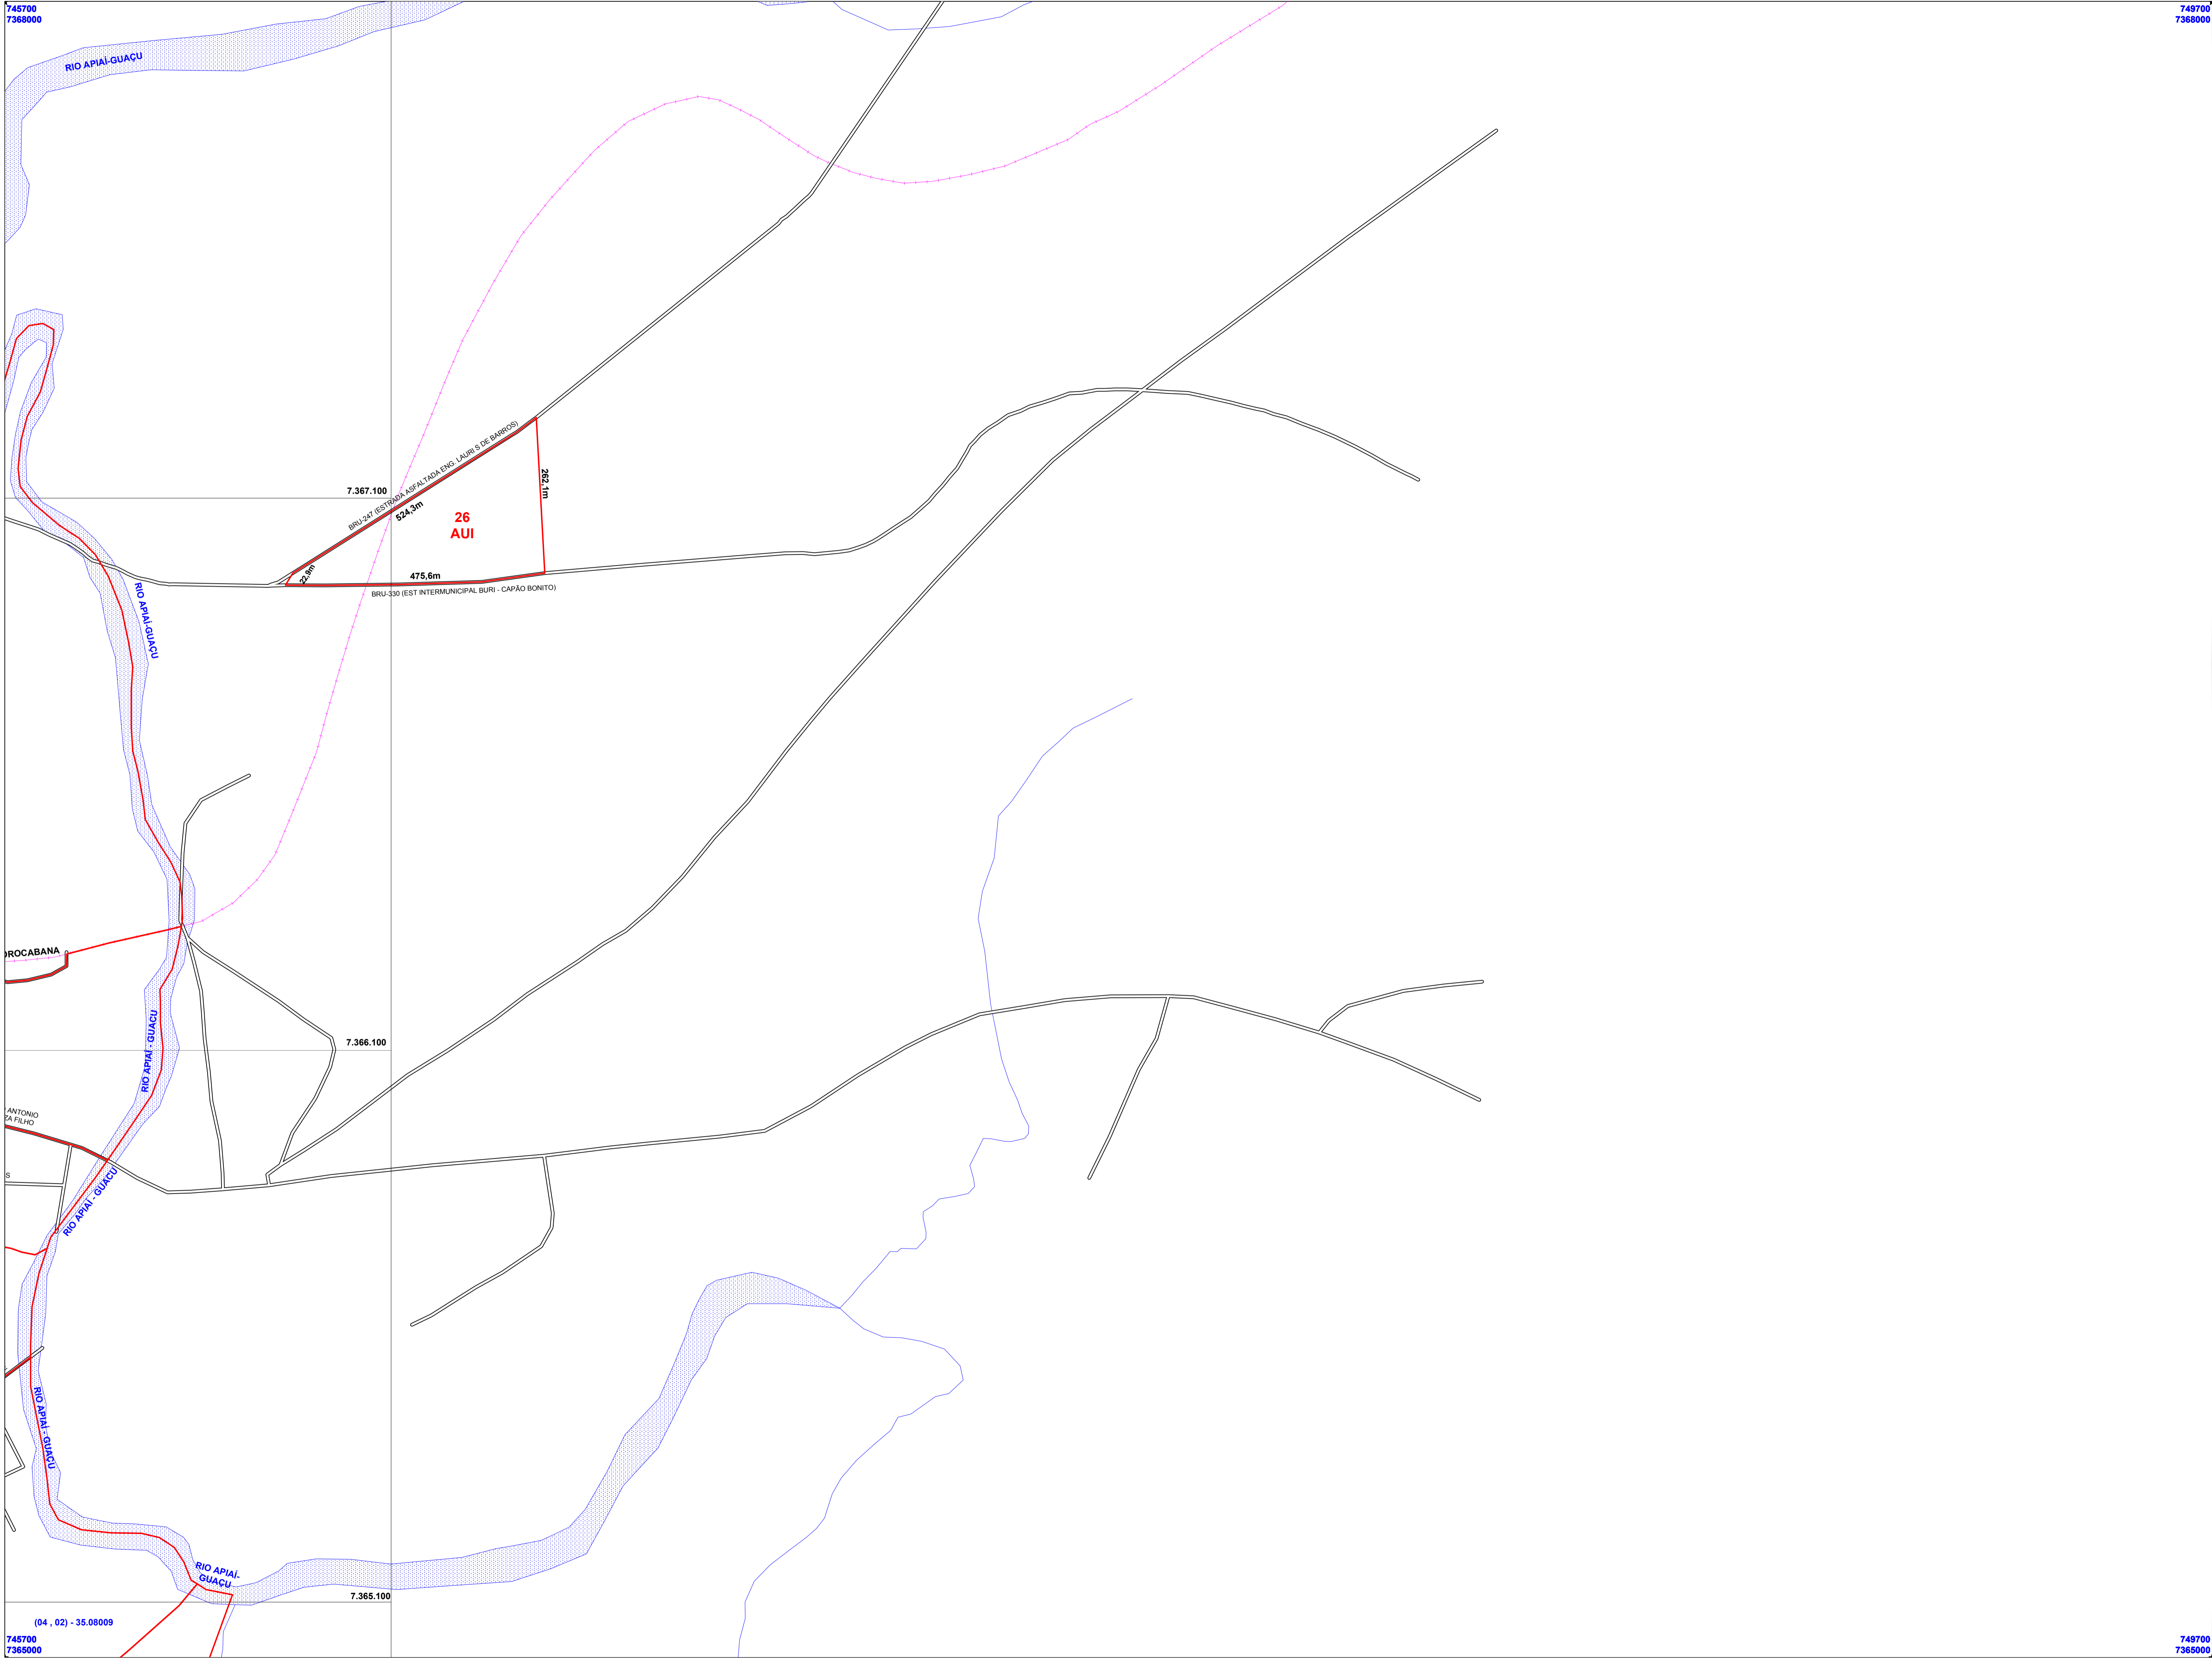 745700
7368000
749700
7368000
RIO APIAÍ-GUAÇU
BRU-247 (ESTRADA ASFALTADA ENG. LAURI S DE BARROS)
7.367.100
524,3m
262,1m
26
AUI
22,9m
475,6m
BRU-330 (EST INTERMUNICIPAL BURI - CAPÃO BONITO)
RIO APIAÍ-GUAÇU
OROCABANA
RIO APIAÍ - GUAÇU
7.366.100
ANTONIO
ZA FILHO
S
RIO APIAÍ - GUAÇU
RIO APIAÍ - GUAÇU
RIO APIAÍ-
GUAÇU
7.365.100
(04 , 02) - 35.08009
745700
7365000
749700
7365000